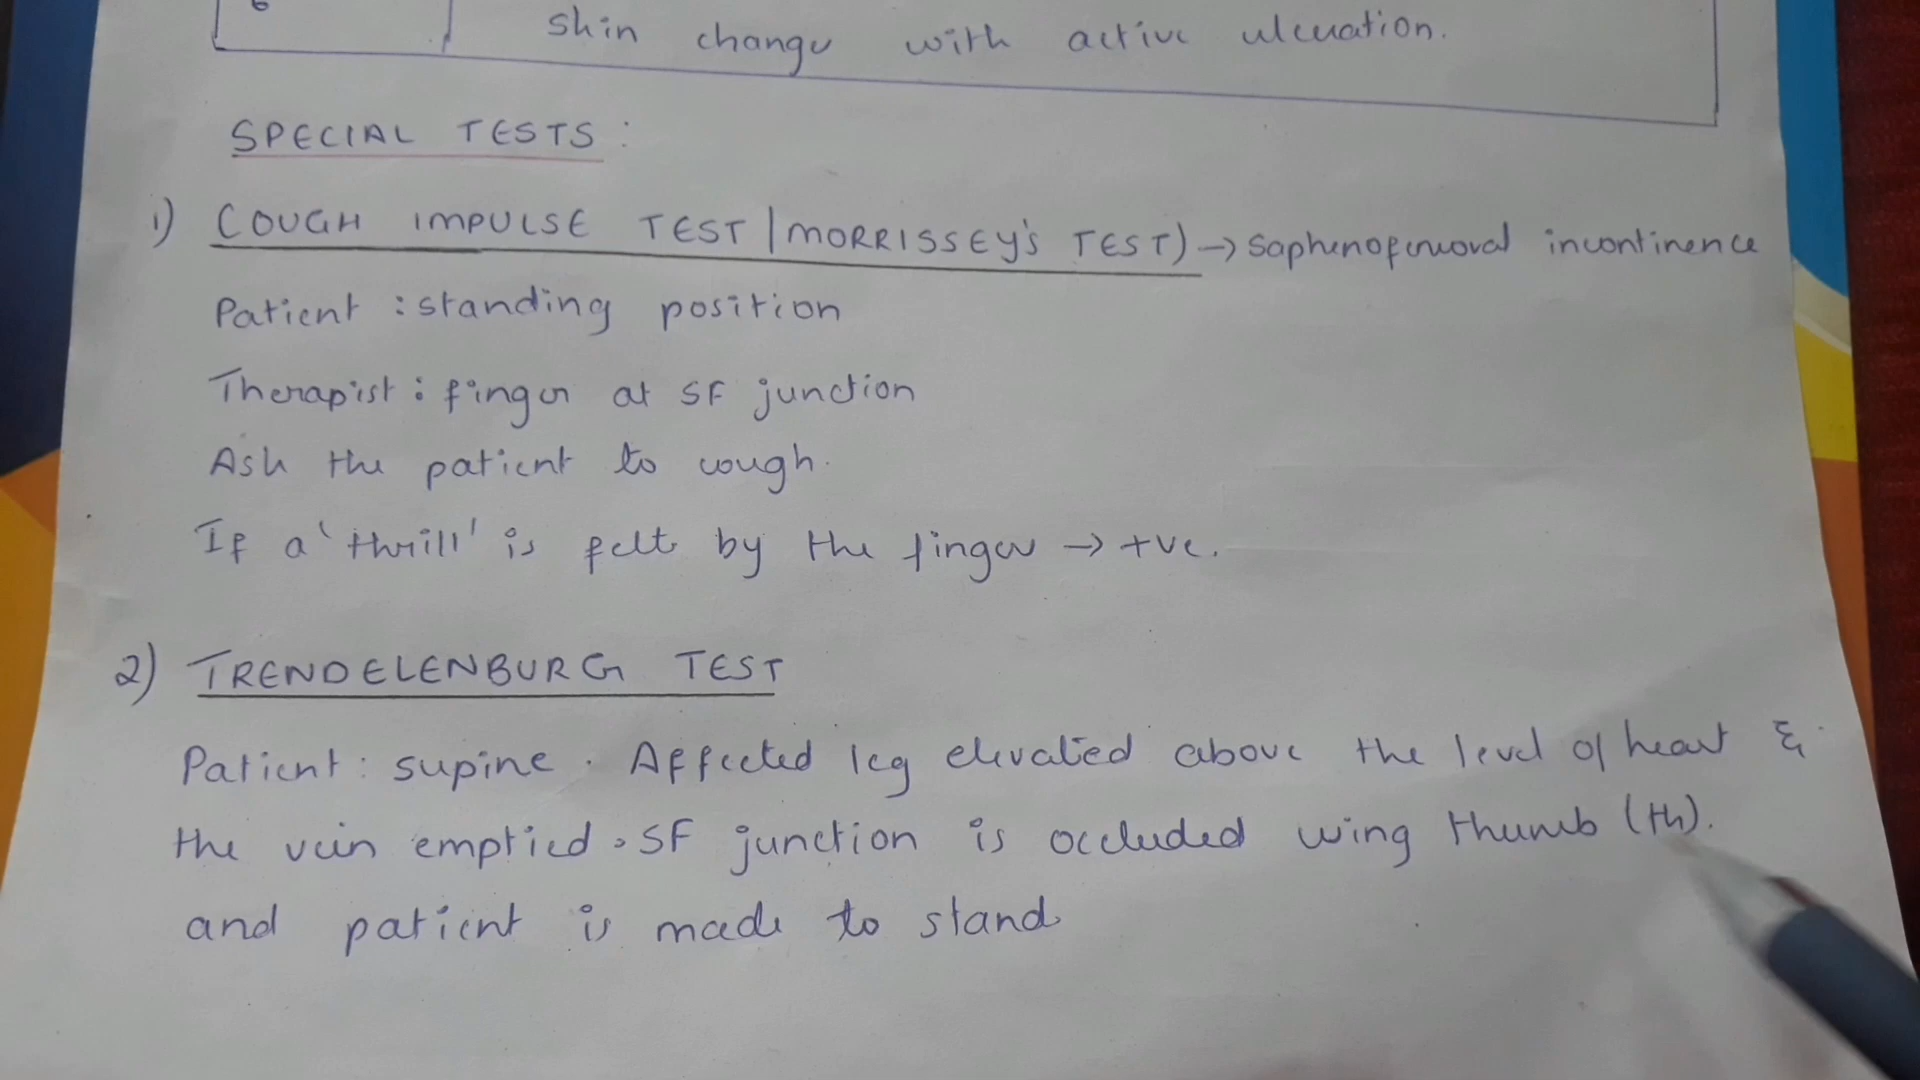 6
skin change with active ulceration.
SPECIAL TESTS :
1) COUGH IMPULSE TEST | MORRISSEY'S TEST) → Saphenofemoral incontinence
Patient : standing position
Therapist : finger at SF junction
Ask the patient to cough.
If a 'thrill' is felt by the finger → +ve.
2) TRENDELENBURG TEST
Patient : supine . Affected leg elevated above the level of heart &
the vein emptied . SF junction is occluded using thumb (th).
and patient is made to stand